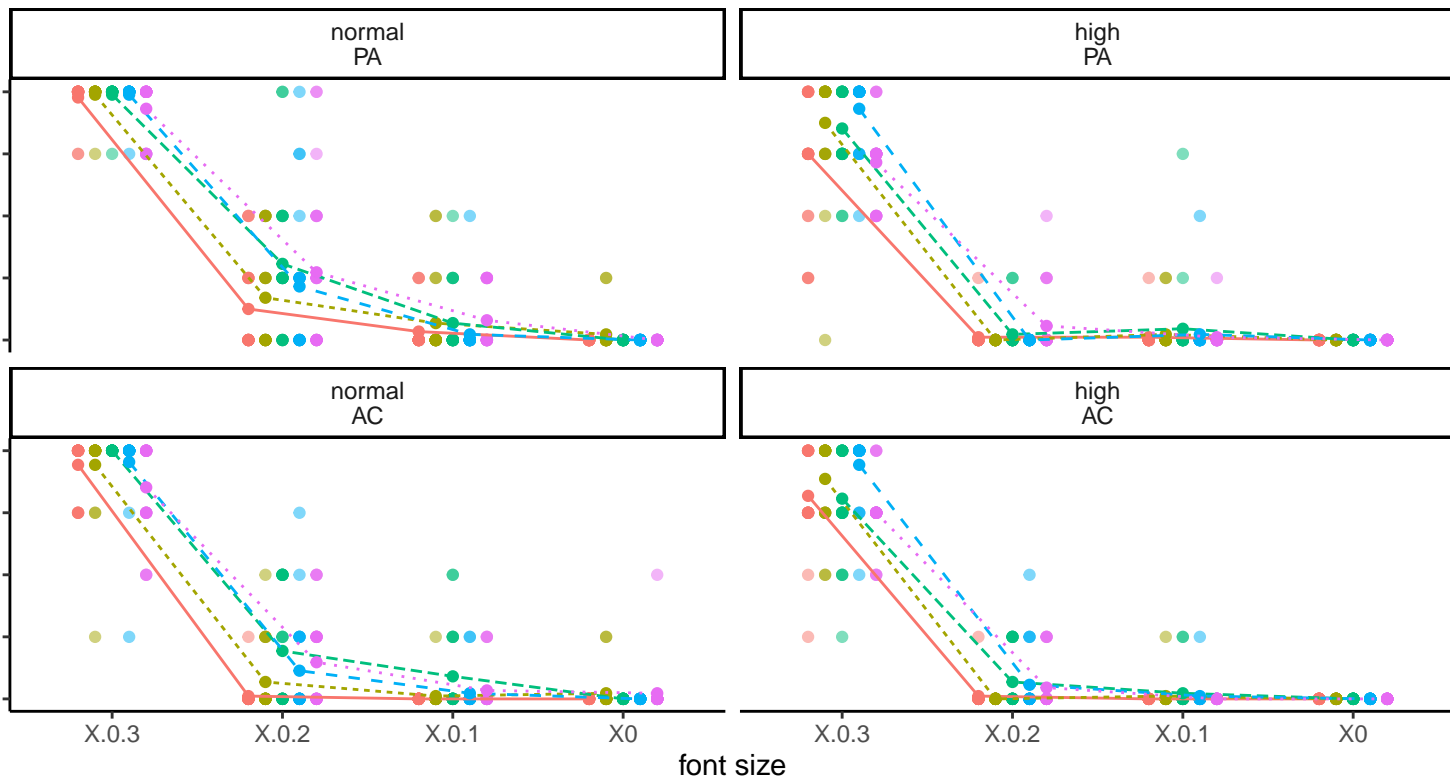 normal
PA
high
PA
normal
AC
high
AC
X.0.3 X.0.2 X.0.1 X0 X.0.3 X.0.2 X.0.1 X0
font size